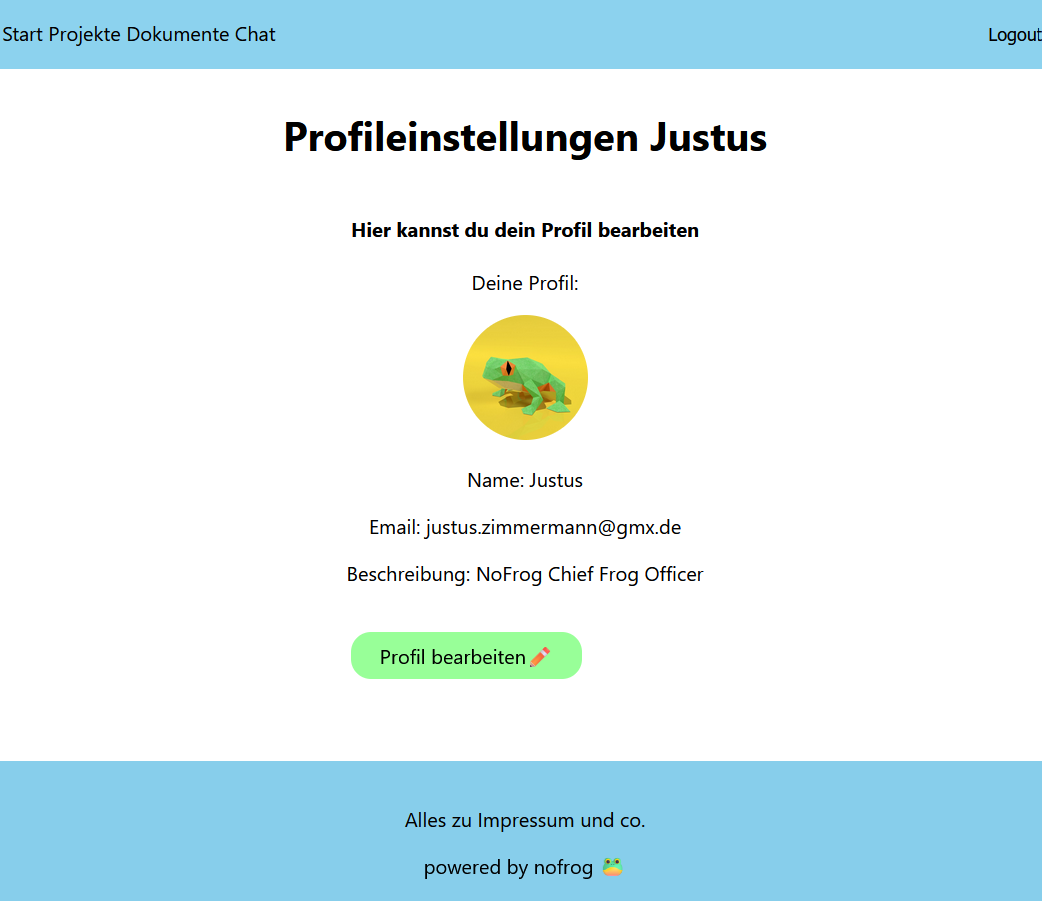 Start Projekte Dokumente Chat Logout
Profileinstellungen Justus
Hier kannst du dein Profil bearbeiten
Deine Profil:
Name: Justus
Email: justus.zimmermann@gmx.de
Beschreibung: NoFrog Chief Frog Officer
Profil bearbeiten✏️
Alles zu Impressum und co.
powered by nofrog 🐸